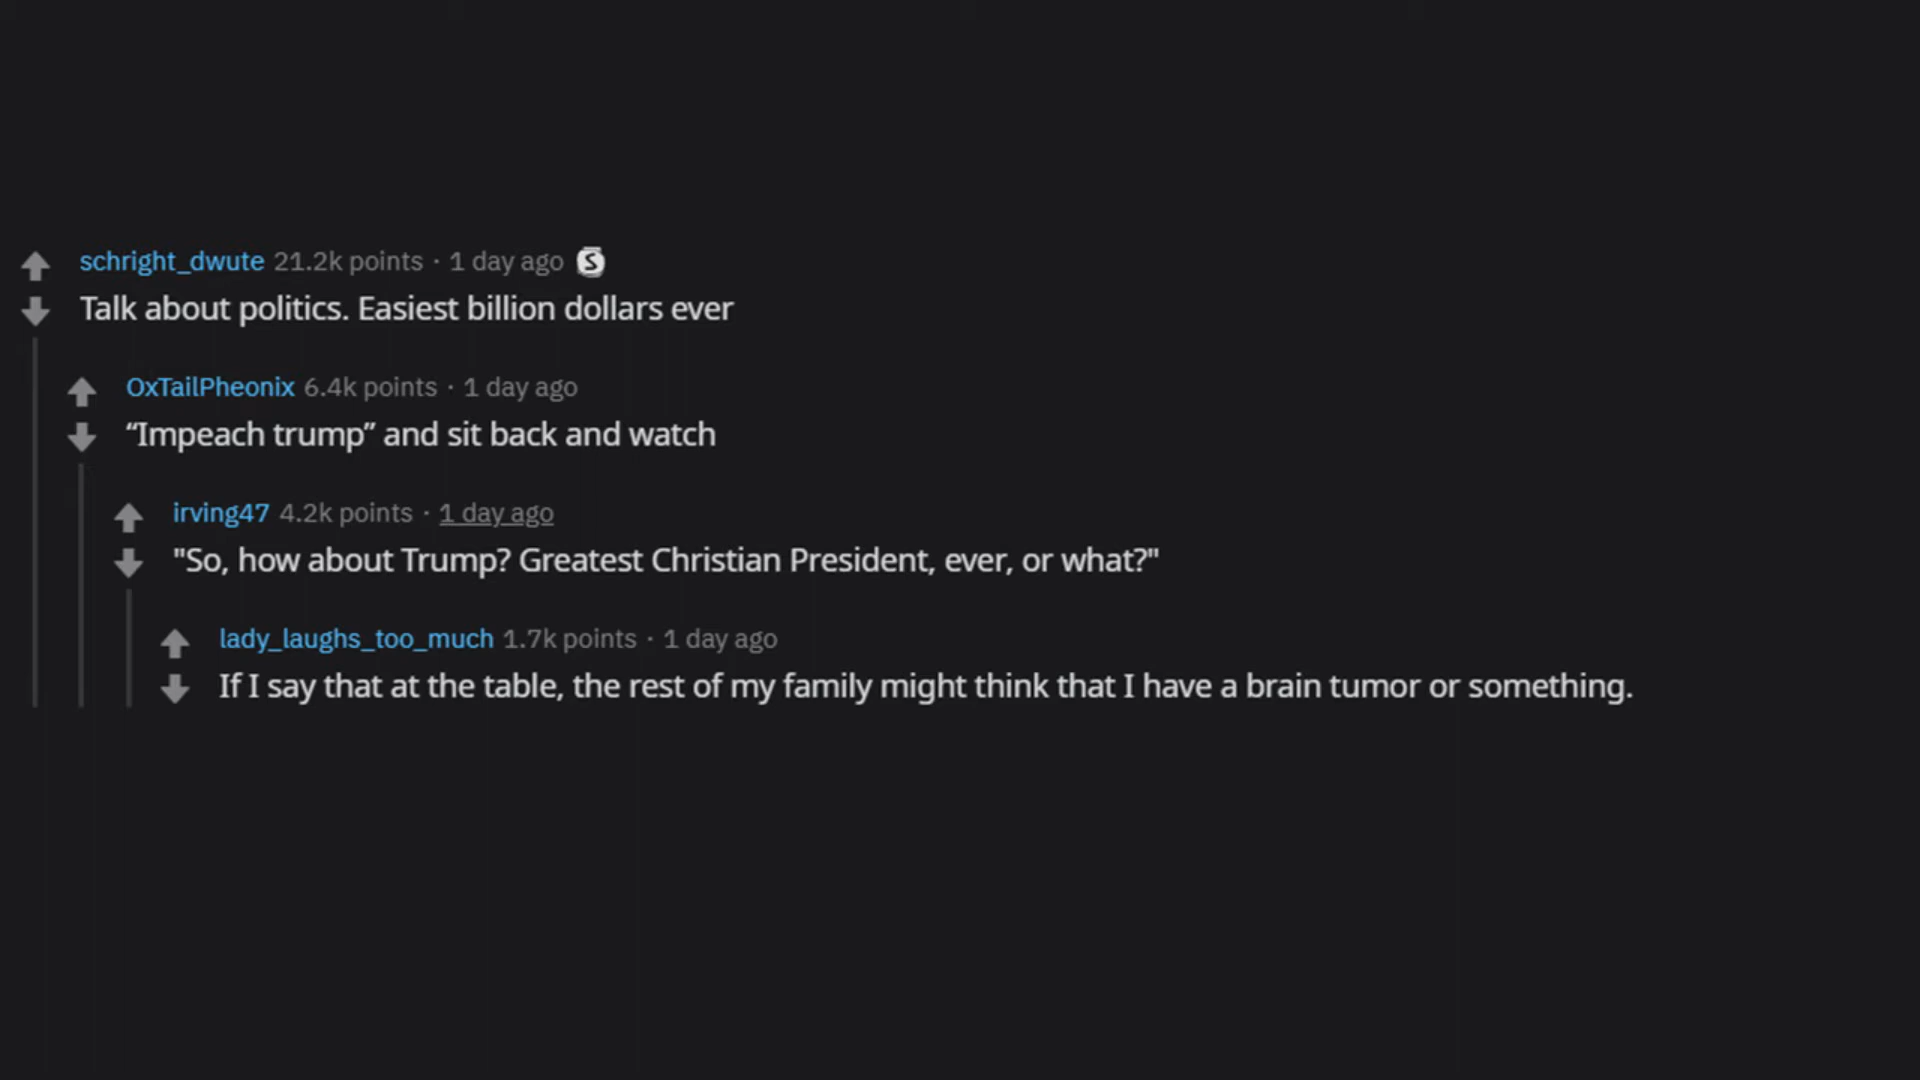 schright_dwute 21.2k points · 1 day ago S
Talk about politics. Easiest billion dollars ever
OxTailPheonix 6.4k points · 1 day ago
“Impeach trump” and sit back and watch
irving47 4.2k points · 1 day ago
"So, how about Trump? Greatest Christian President, ever, or what?"
lady_laughs_too_much 1.7k points · 1 day ago
If I say that at the table, the rest of my family might think that I have a brain tumor or something.